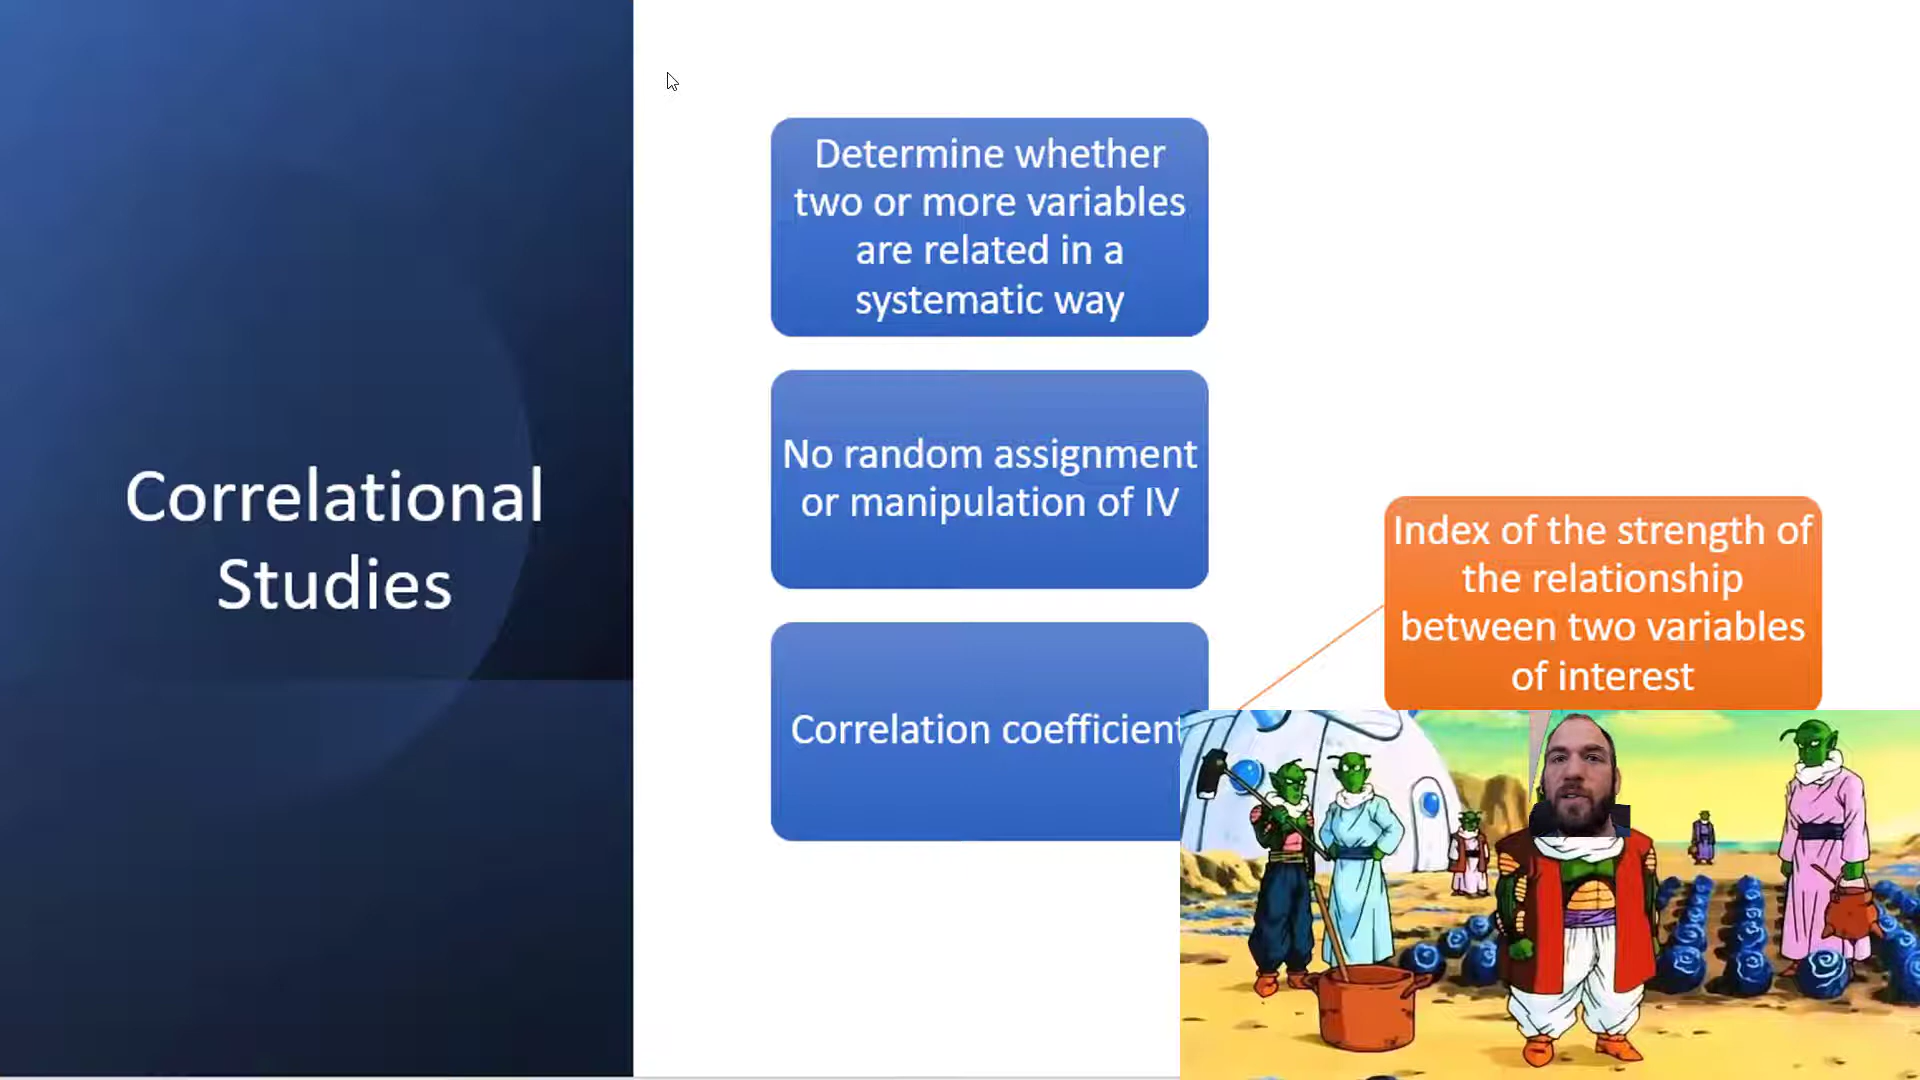 Correlational
Studies
Determine whether
two or more variables
are related in a
systematic way
No random assignment
or manipulation of IV
Correlation coefficient
Index of the strength of
the relationship
between two variables
of interest